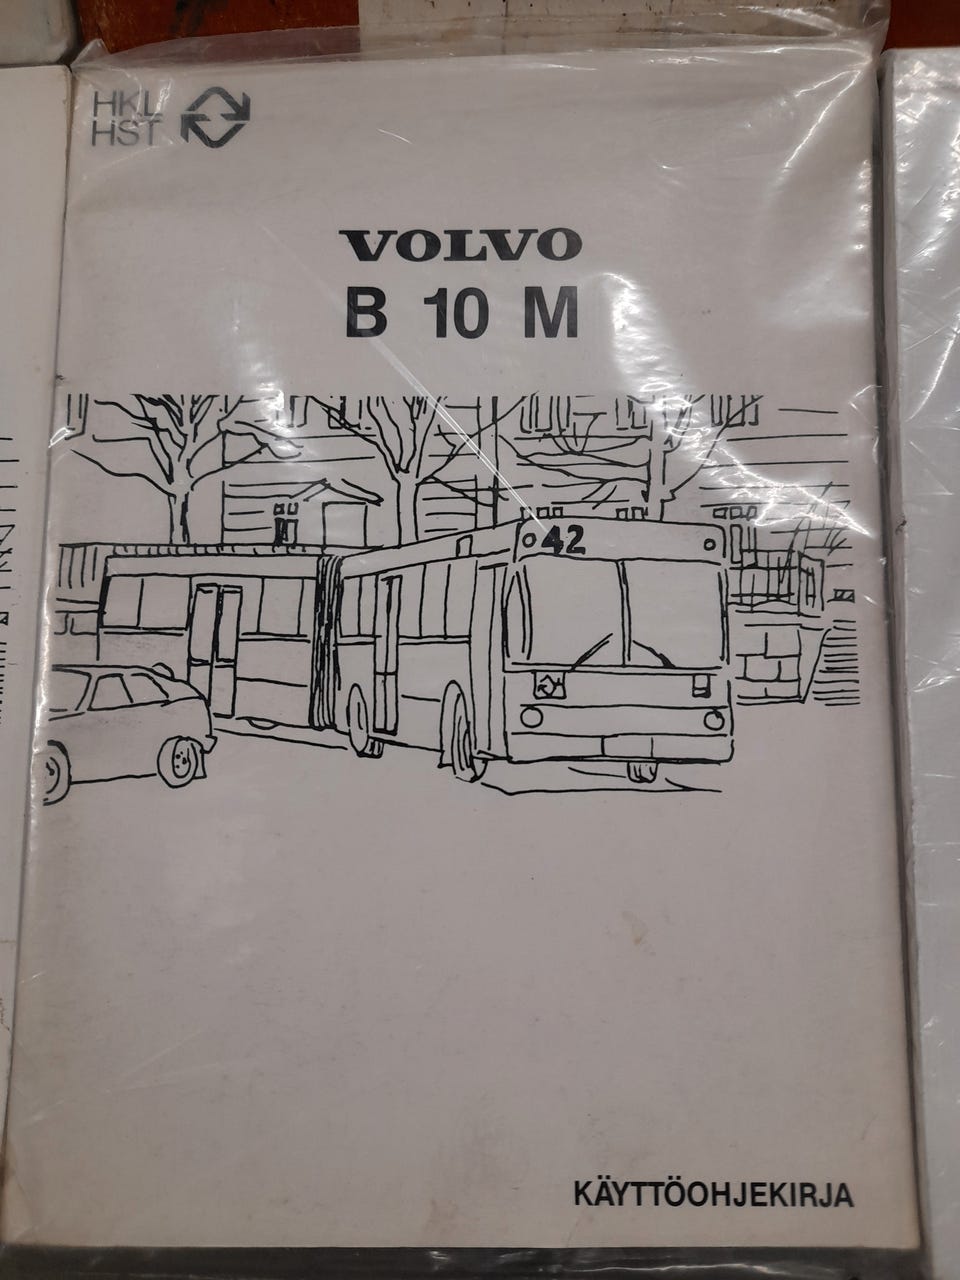 HKL
HST
VOLVO
B 10 M
42
KÄYTTÖOHJEKIRJA